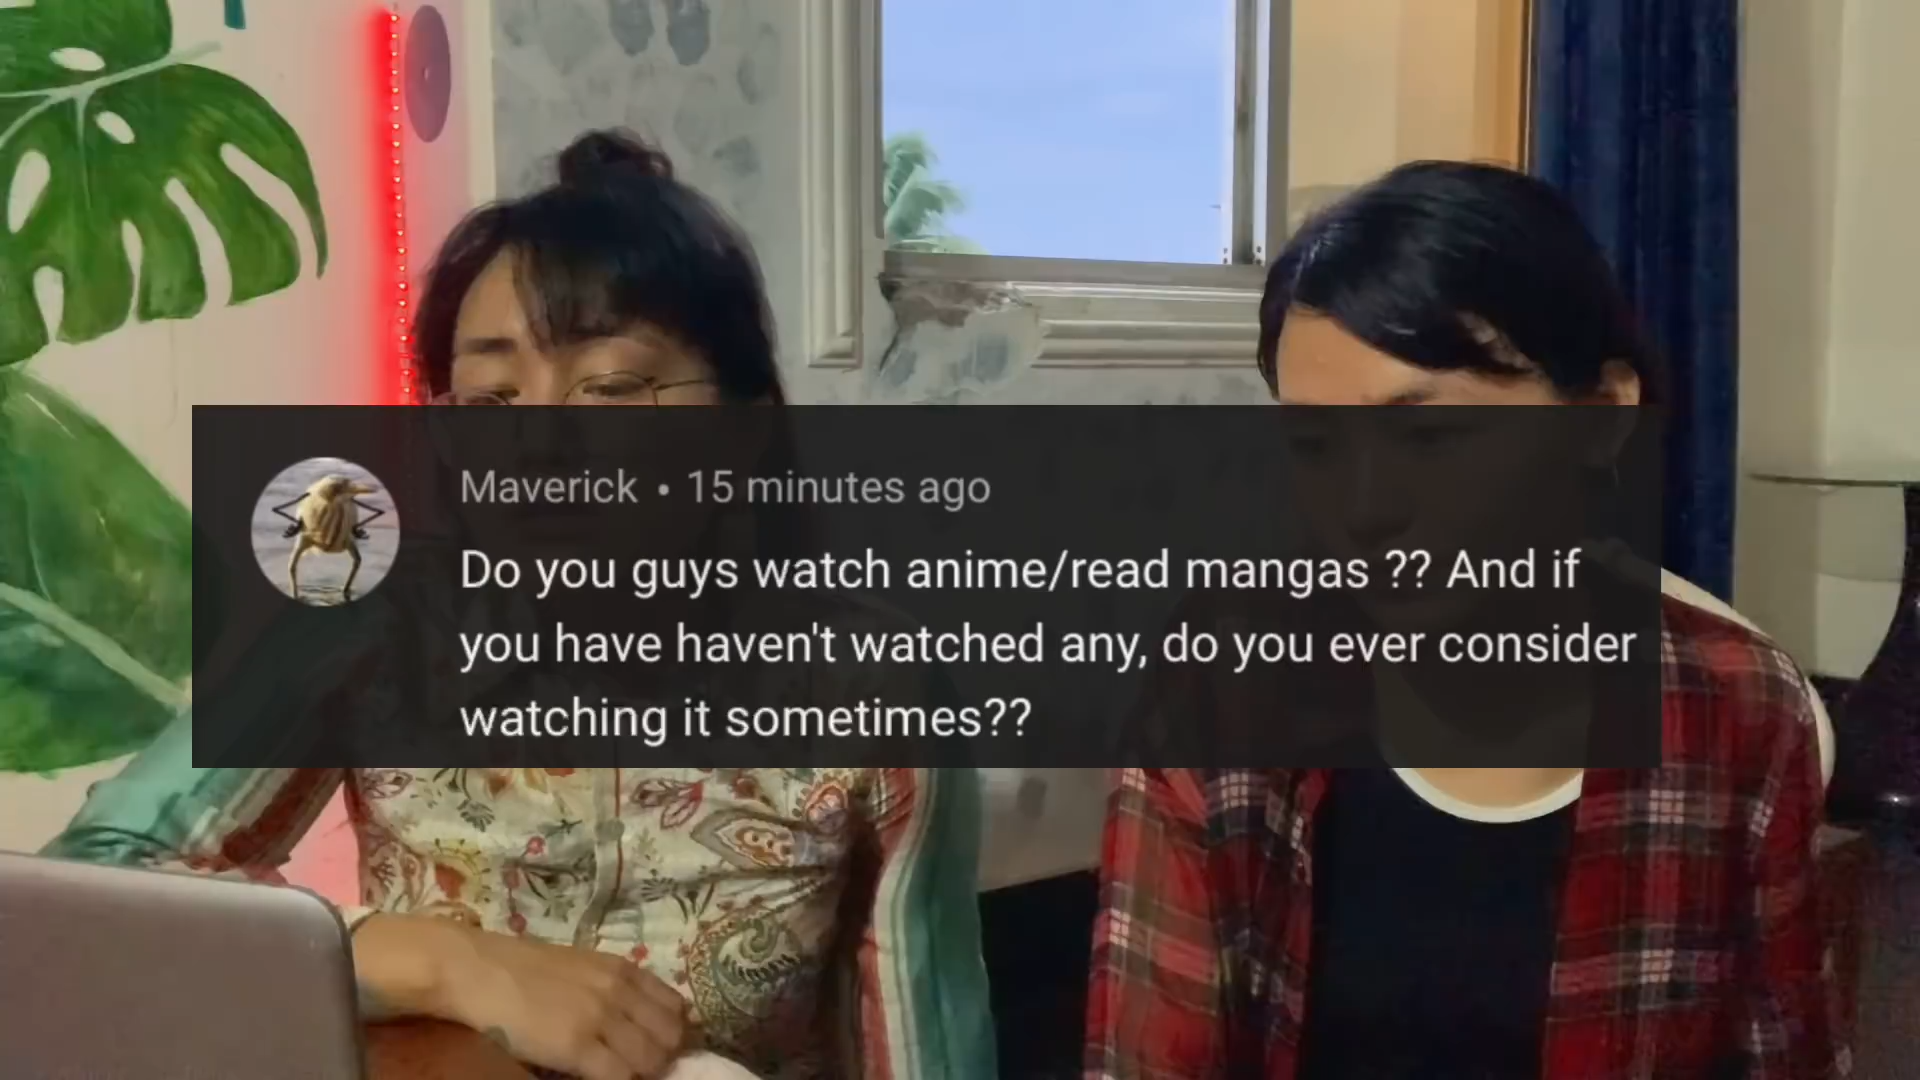 Maverick • 15 minutes ago
Do you guys watch anime/read mangas ?? And if
you have haven't watched any, do you ever consider
watching it sometimes??